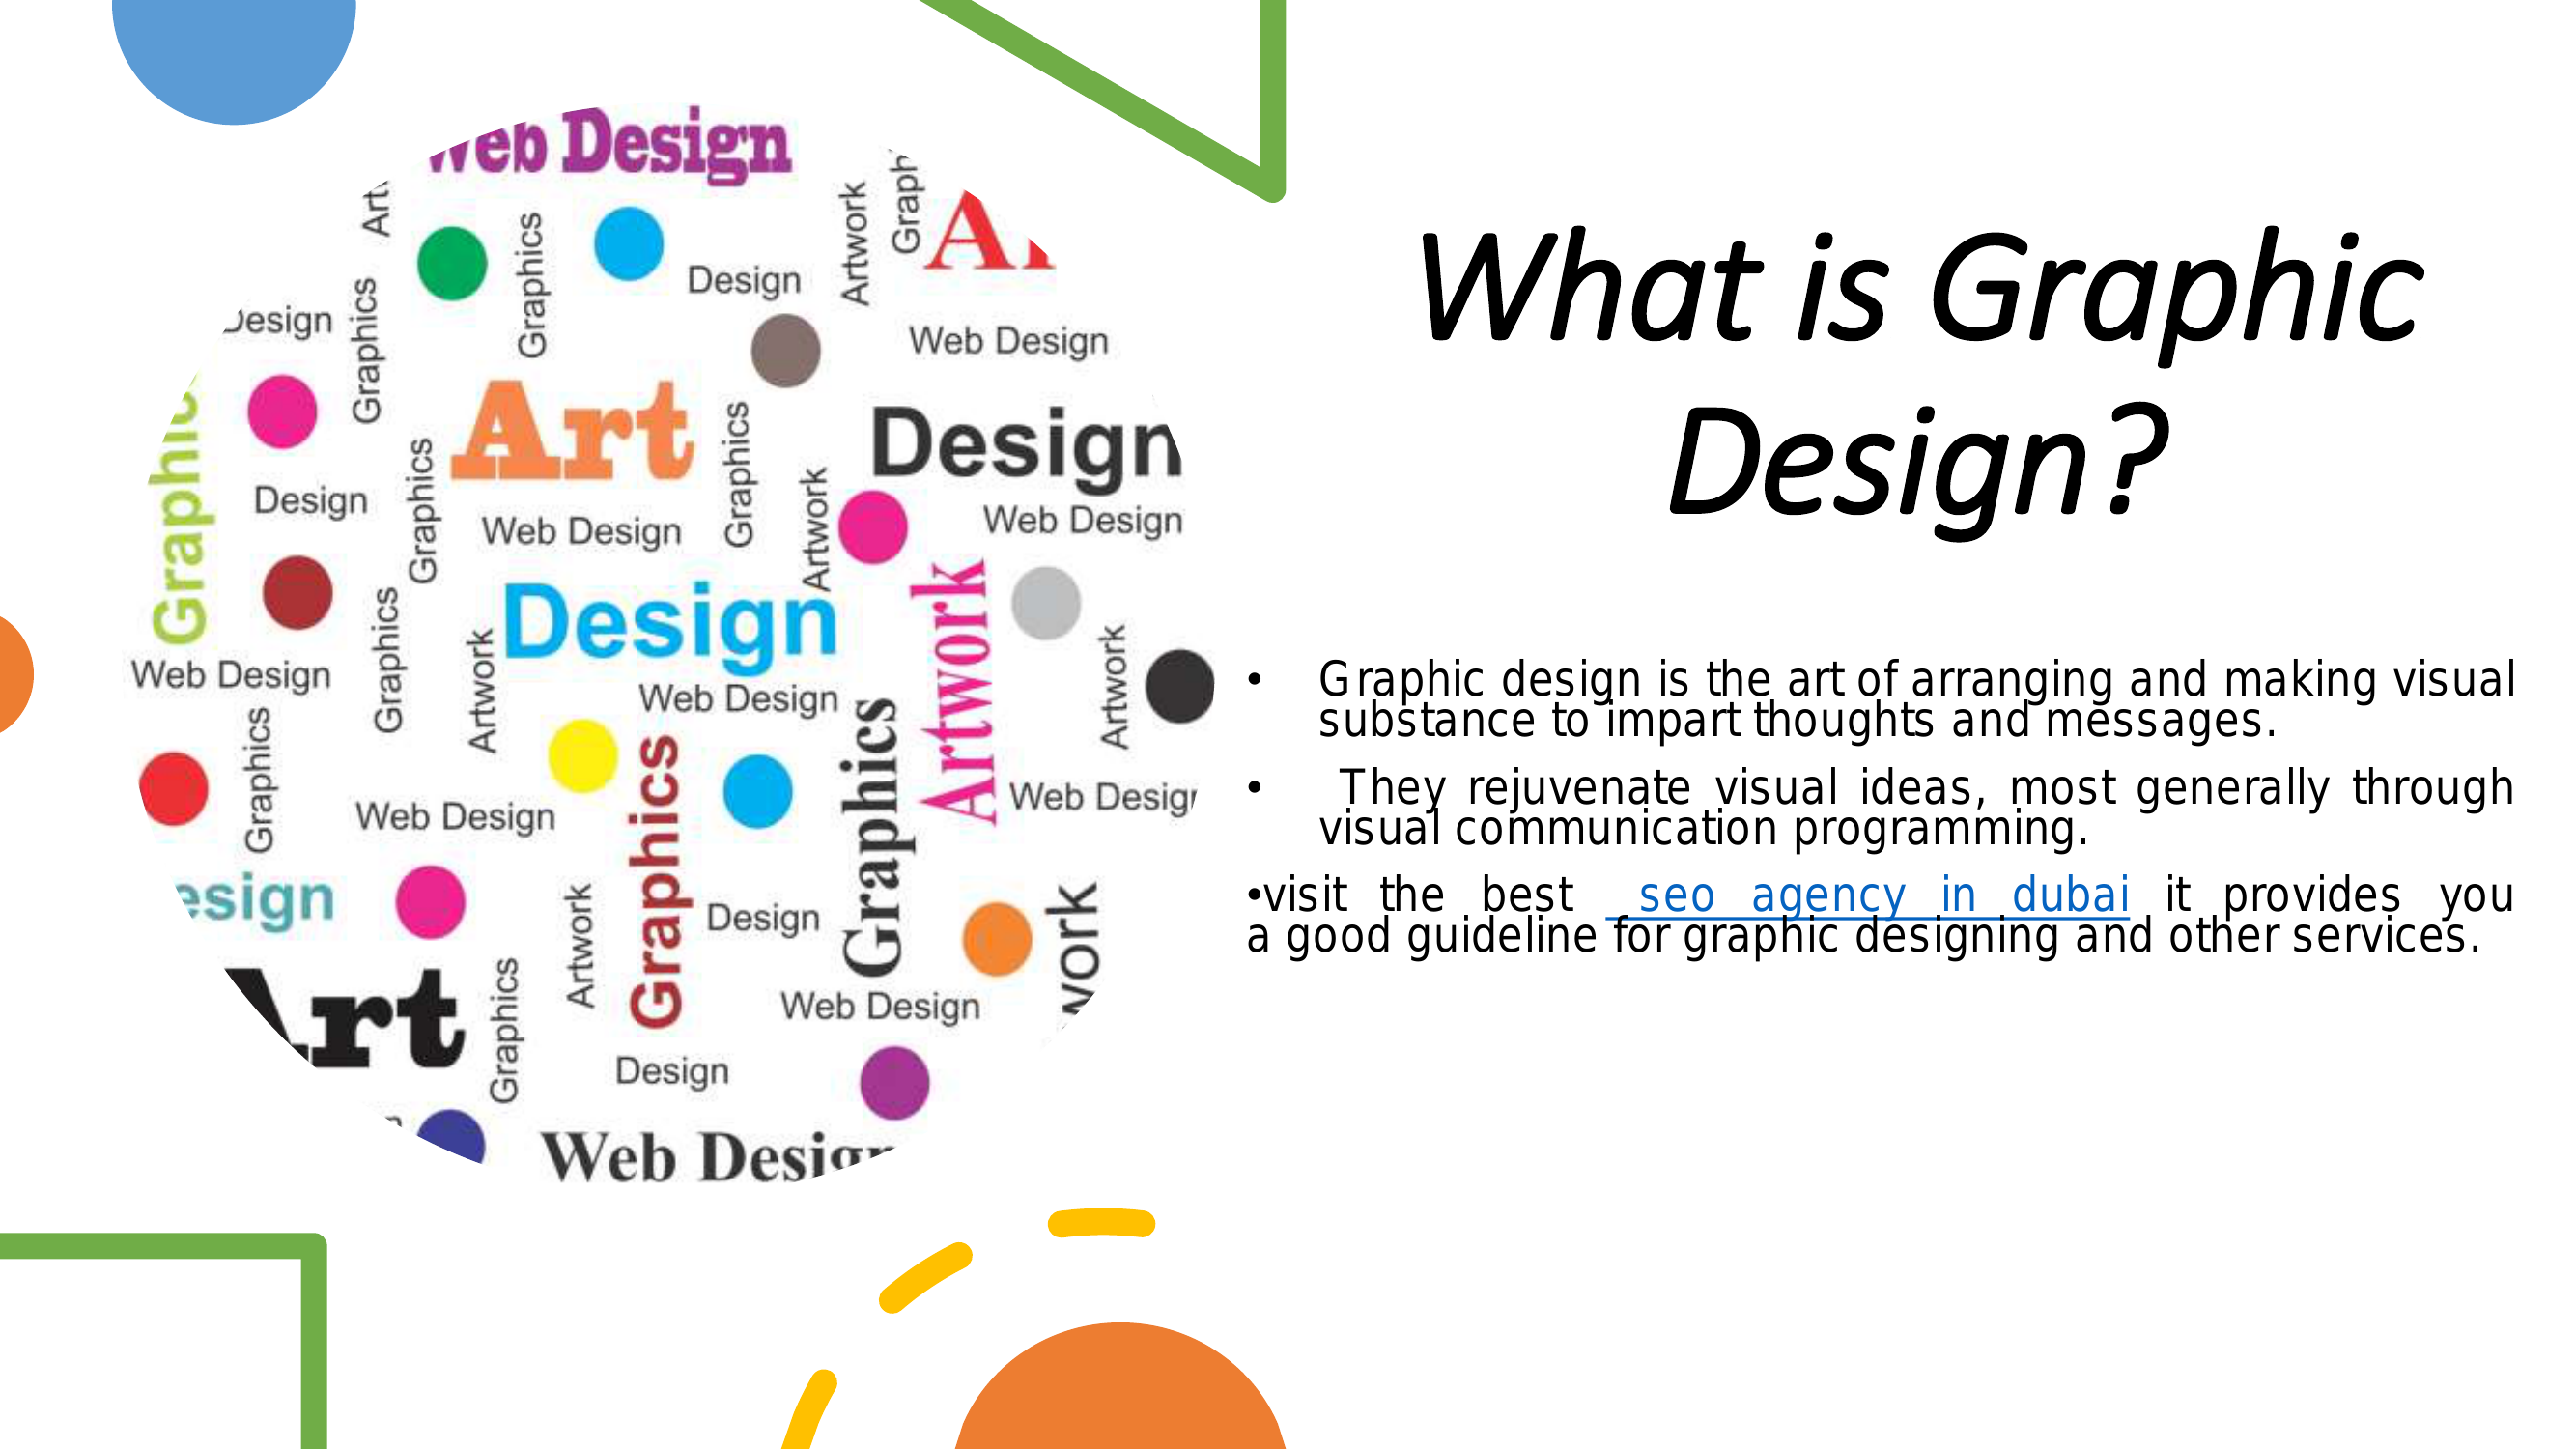 Web Design
Art
Graphics
Design
Artwork
Graph
Web Design
Design
Graphics
Graphics
Art
Graphics
Design
Web Design
Artwork
Web Design
Design
Graphics
Web Design
Graphics
Artwork
Design
Web Design
Artwork
Artwork
Graphics
Web Design
Graphics
Graphics
Web Design
esign
Artwork
Design
work
Art
Graphics
Web Design
Design
Web Design
What is Graphic
Design?
• Graphic design is the art of arranging and making visual
substance to impart thoughts and messages.
• They rejuvenate visual ideas, most generally through
visual communication programming.
•visit the best seo agency in dubai it provides you
a good guideline for graphic designing and other services.